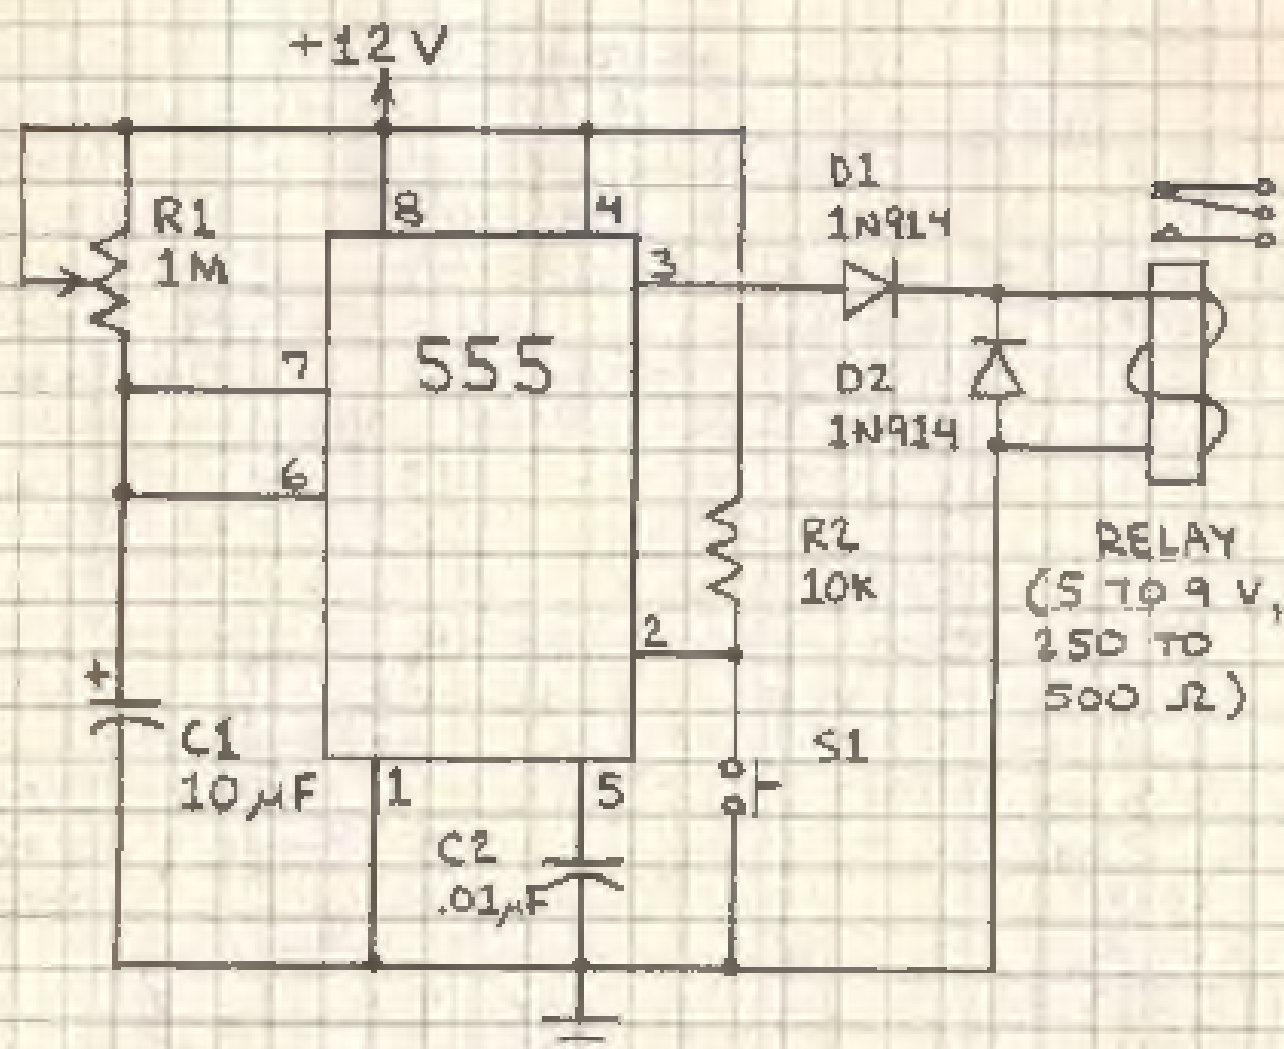 +12V
R1
1M
8
4
D1
1N914
3
555
7
D2
1N914
6
R2
10K
RELAY
(5 TO 9 V,
250 TO
500 Ω)
2
+
C1
10 µF
1
5
S1
C2
.01µF